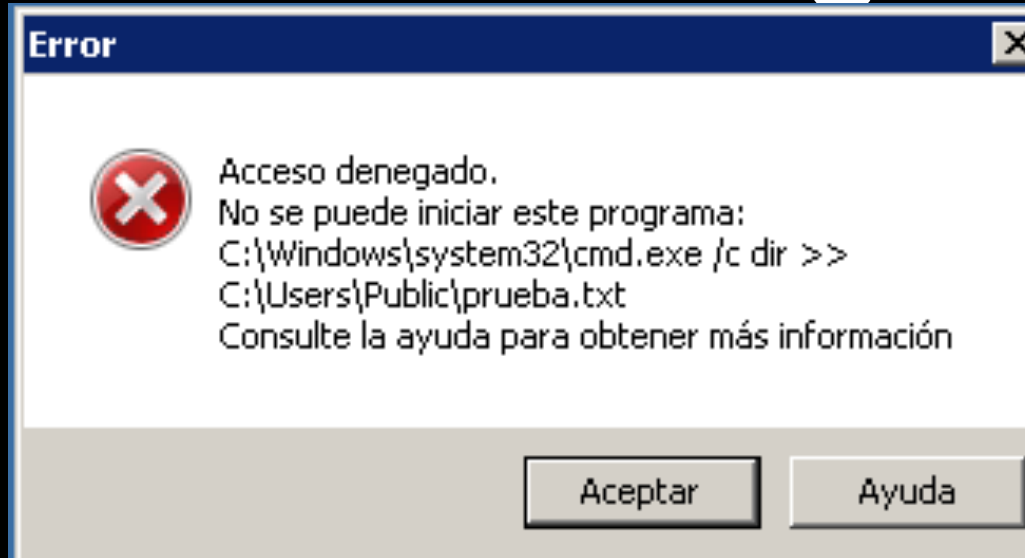 Error
Acceso denegado.
No se puede iniciar este programa:
C:\Windows\system32\cmd.exe /c dir >>
C:\Users\Public\prueba.txt
Consulte la ayuda para obtener más información
Aceptar
Ayuda